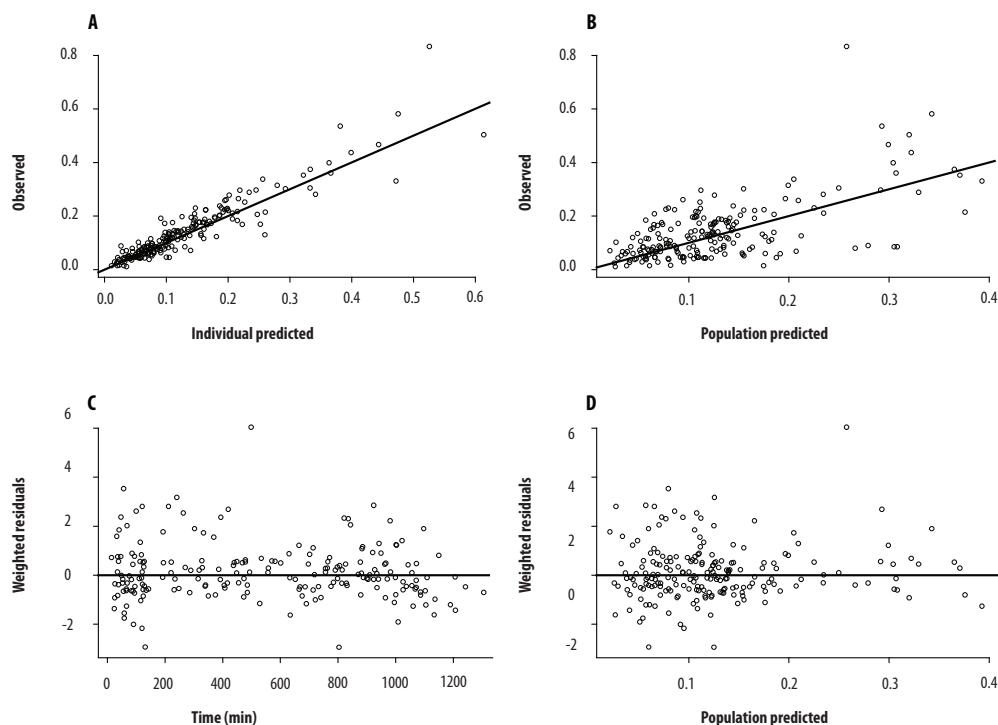 A
0.8
0.6
0.4
0.2
0.0
Observed
0.0 0.1 0.2 0.3 0.4 0.5 0.6
Individual predicted
B
0.8
0.6
0.4
0.2
0.0
Observed
0.1 0.2 0.3 0.4
Population predicted
C
6
4
2
0
-2
Weighted residuals
0 200 400 600 800 1000 1200
Time (min)
D
6
4
2
0
-2
Weighted residuals
0.1 0.2 0.3 0.4
Population predicted